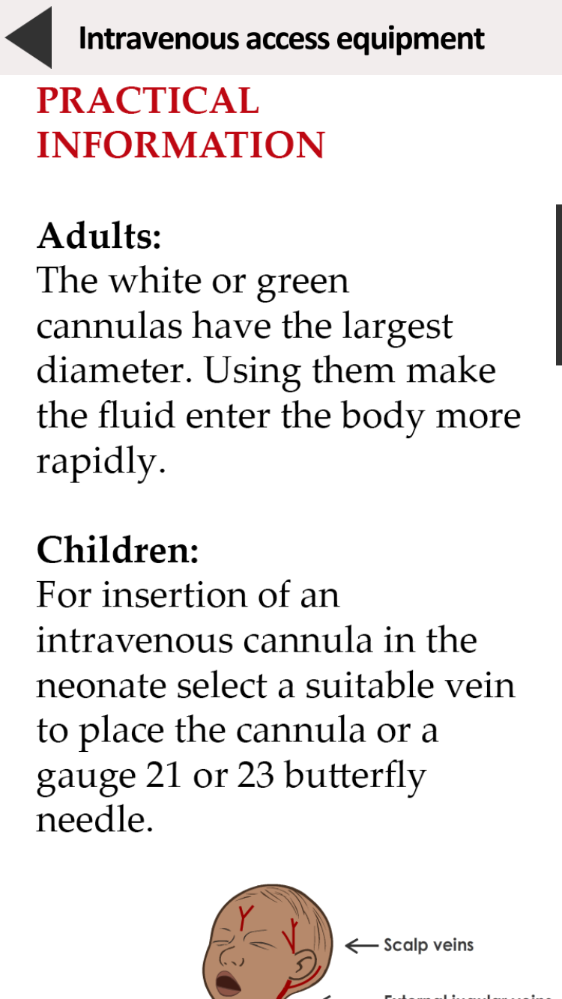 Intravenous access equipment
PRACTICAL
INFORMATION
Adults:
The white or green
cannulas have the largest
diameter. Using them make
the fluid enter the body more
rapidly.
Children:
For insertion of an
intravenous cannula in the
neonate select a suitable vein
to place the cannula or a
gauge 21 or 23 butterfly
needle.
Scalp veins